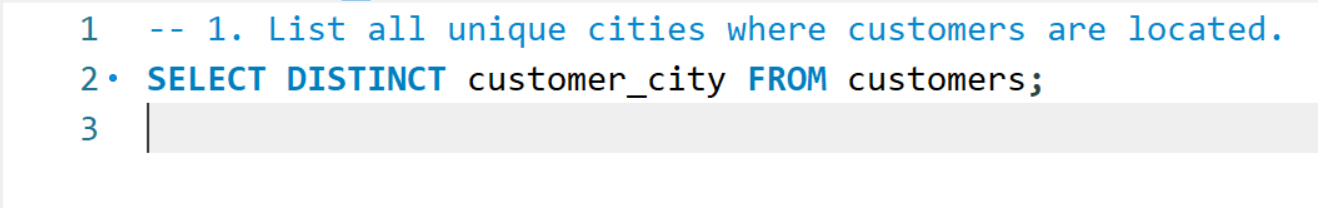 1 -- 1. List all unique cities where customers are located.
2 SELECT DISTINCT customer_city FROM customers;
3